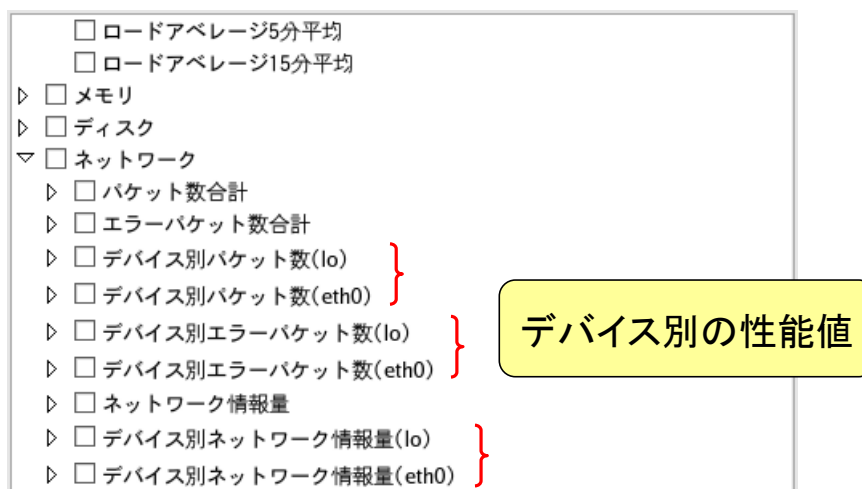 ロードアベレージ5分平均
ロードアベレージ15分平均
メモリ
ディスク
ネットワーク
パケット数合計
エラーパケット数合計
デバイス別パケット数(lo)
デバイス別パケット数(eth0)
デバイス別の性能値
デバイス別エラーパケット数(lo)
デバイス別エラーパケット数(eth0)
ネットワーク情報量
デバイス別ネットワーク情報量(lo)
デバイス別ネットワーク情報量(eth0)